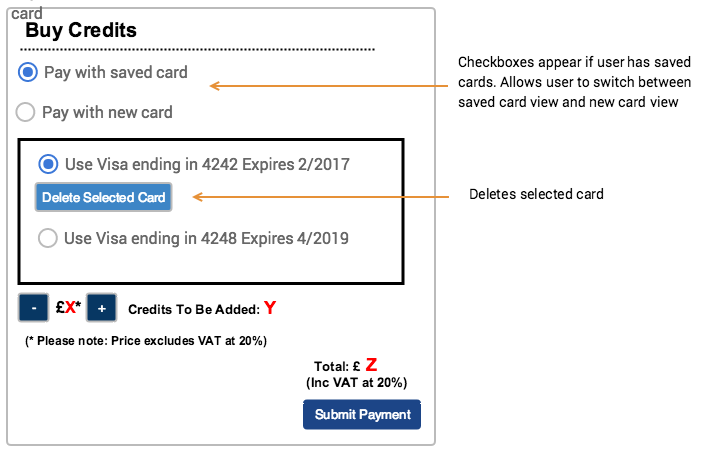 card
Buy Credits
Pay with saved card
Checkboxes appear if user has saved
cards. Allows user to switch between
saved card view and new card view
Pay with new card
Use Visa ending in 4242 Expires 2/2017
Delete Selected Card
Deletes selected card
Use Visa ending in 4248 Expires 4/2019
- £X* + Credits To Be Added: Y
(* Please note: Price excludes VAT at 20%)
Total: £ Z
(Inc VAT at 20%)
Submit Payment